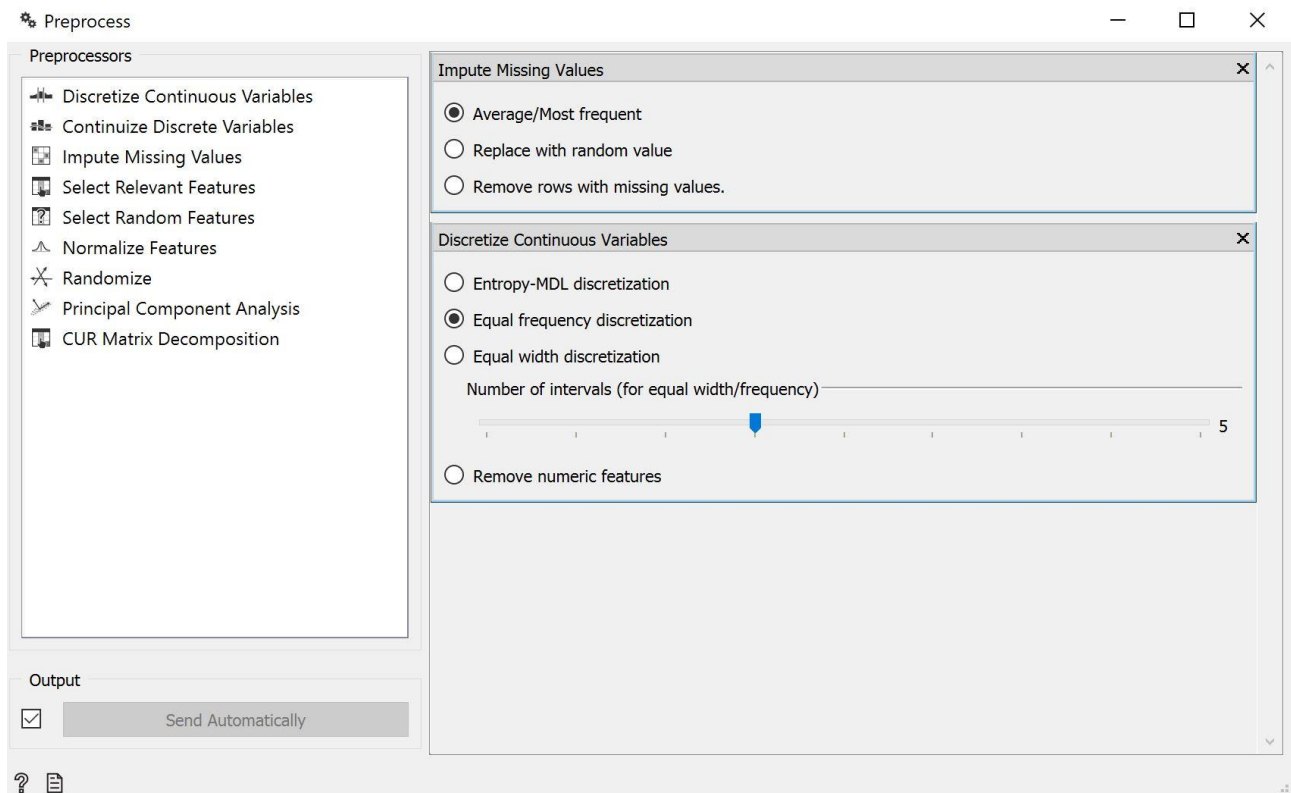 Preprocess
Preprocessors
Discretize Continuous Variables
Continuize Discrete Variables
Impute Missing Values
Select Relevant Features
Select Random Features
Normalize Features
Randomize
Principal Component Analysis
CUR Matrix Decomposition
Output
Send Automatically
Impute Missing Values
Average/Most frequent
Replace with random value
Remove rows with missing values.
Discretize Continuous Variables
Entropy-MDL discretization
Equal frequency discretization
Equal width discretization
Number of intervals (for equal width/frequency)
5
Remove numeric features